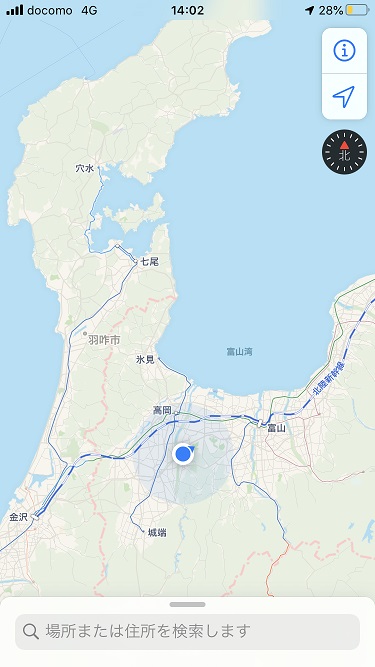 docomo 4G 14:02 28%
北
穴水
七尾
羽咋市
氷見
富山湾
北陸新幹線
高岡
富山
金沢
城端
場所または住所を検索します